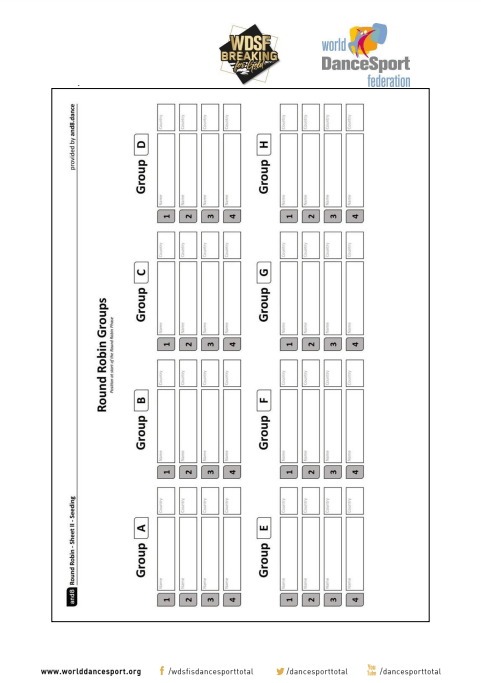 WDSF
BREAKING
for Gold
world
DanceSport
federation
and8 Round Robin - Sheet II - Seeding
provided by and8.dance
Round Robin Groups
Position at start of the Round Robin Phase
Group A
1 Name Country
2 Name Country
3 Name Country
4 Name Country
Group B
1 Name Country
2 Name Country
3 Name Country
4 Name Country
Group C
1 Name Country
2 Name Country
3 Name Country
4 Name Country
Group D
1 Name Country
2 Name Country
3 Name Country
4 Name Country
Group E
1 Name Country
2 Name Country
3 Name Country
4 Name Country
Group F
1 Name Country
2 Name Country
3 Name Country
4 Name Country
Group G
1 Name Country
2 Name Country
3 Name Country
4 Name Country
Group H
1 Name Country
2 Name Country
3 Name Country
4 Name Country
www.worlddancesport.org
/wdsfisdancesporttotal
/dancesporttotal
You
Tube
/dancesporttotal